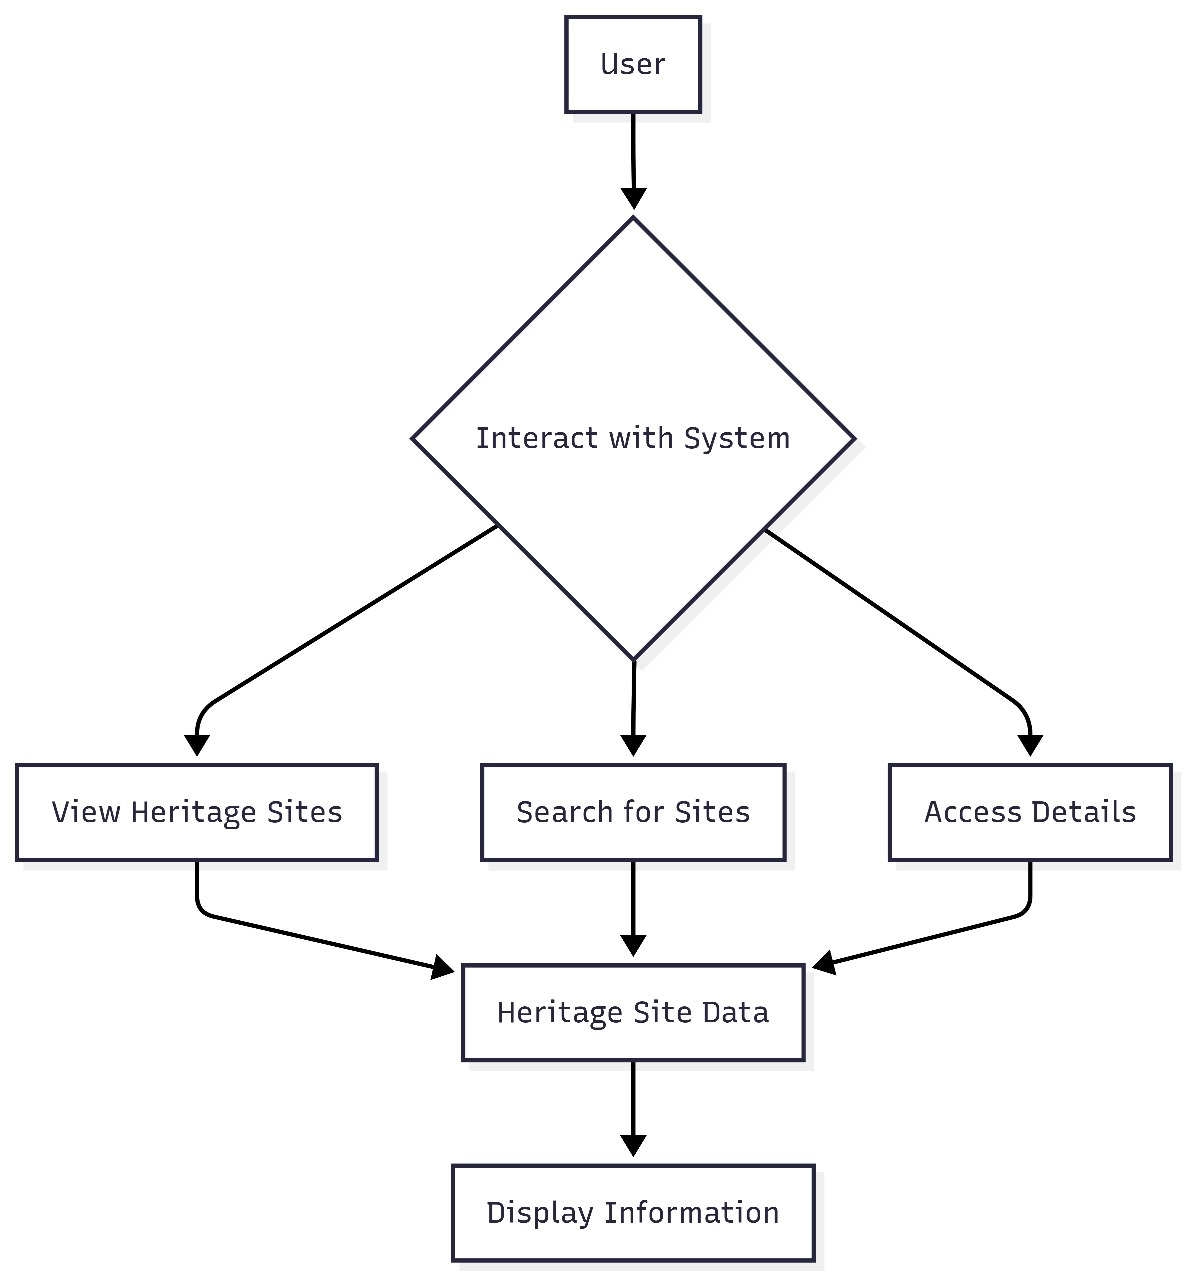 User
Interact with System
View Heritage Sites
Search for Sites
Access Details
Heritage Site Data
Display Information